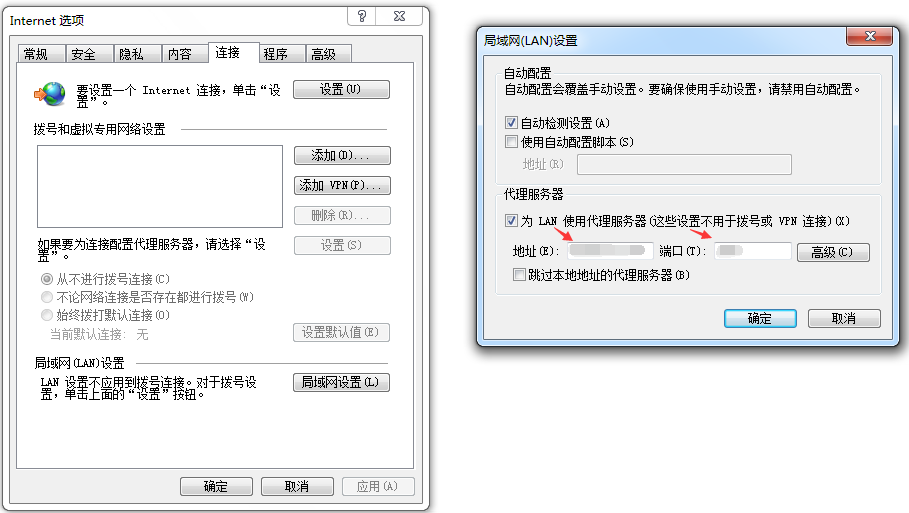 Internet 选项
常规 安全 隐私 内容 连接 程序 高级
要设置一个 Internet 连接，单击“设
置”。
设置(U)
拨号和虚拟专用网络设置
添加(D)...
添加 VPN(P)...
删除(R)...
设置(S)
如果要为连接配置代理服务器，请选择“设
置”。
从不进行拨号连接(C)
不论网络连接是否存在都进行拨号(W)
始终拨打默认连接(O)
当前默认连接: 无
设置默认值(E)
局域网(LAN)设置
LAN 设置不应用到拨号连接。对于拨号设
置，单击上面的“设置”按钮。
局域网设置(L)
确定 取消 应用(A)
局域网(LAN)设置
自动配置
自动配置会覆盖手动设置。要确保使用手动设置，请禁用自动配置。
自动检测设置(A)
使用自动配置脚本(S)
地址(R)
代理服务器
为 LAN 使用代理服务器(这些设置不用于拨号或 VPN 连接)(X)
地址(E): 端口(T): 高级(C)
跳过本地地址的代理服务器(B)
确定 取消